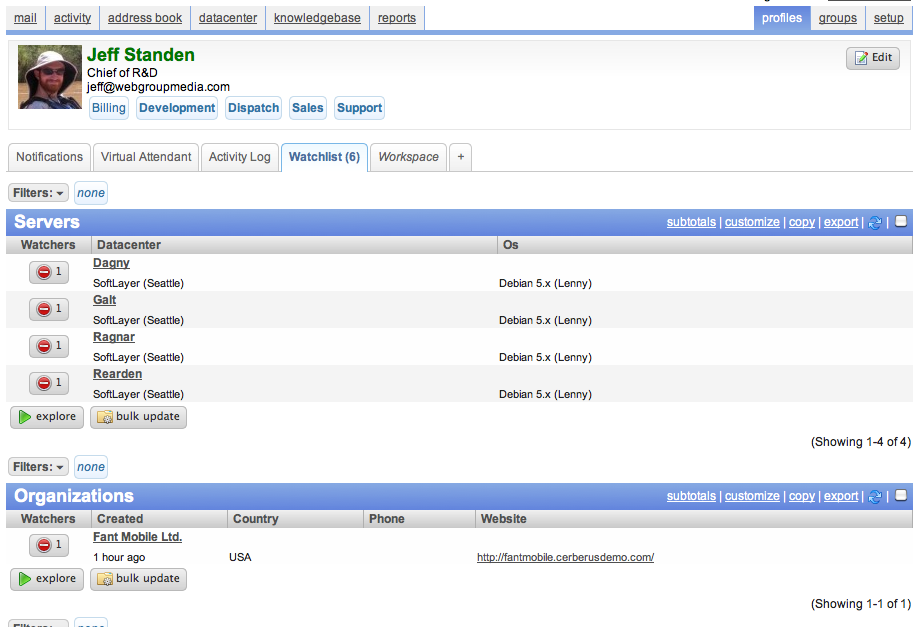 mail activity address book datacenter knowledgebase reports profiles groups setup
Jeff Standen
Edit
Chief of R&D
jeff@webgroupmedia.com
Billing Development Dispatch Sales Support
Notifications Virtual Attendant Activity Log Watchlist (6) Workspace +
Filters: none
Servers subtotals | customize | copy | export | |
Watchers Datacenter Os
Dagny
1
SoftLayer (Seattle) Debian 5.x (Lenny)
Galt
1
SoftLayer (Seattle) Debian 5.x (Lenny)
Ragnar
1
SoftLayer (Seattle) Debian 5.x (Lenny)
Rearden
1
SoftLayer (Seattle) Debian 5.x (Lenny)
explore bulk update
(Showing 1-4 of 4)
Filters: none
Organizations subtotals | customize | copy | export | |
Watchers Created Country Phone Website
Fant Mobile Ltd.
1
1 hour ago USA http://fantmobile.cerberusdemo.com/
explore bulk update
(Showing 1-1 of 1)
Filters: none